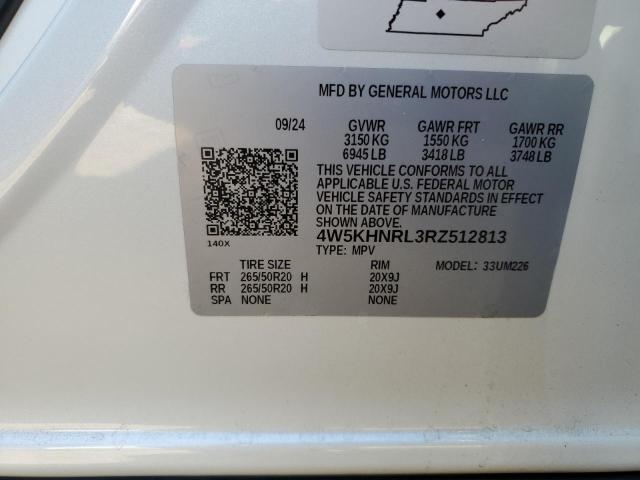 MFD BY GENERAL MOTORS LLC
09/24 GVWR GAWR FRT GAWR RR
3150 KG 1550 KG 1700 KG
6945 LB 3418 LB 3748 LB
THIS VEHICLE CONFORMS TO ALL
APPLICABLE U.S. FEDERAL MOTOR
VEHICLE SAFETY STANDARDS IN EFFECT
ON THE DATE OF MANUFACTURE
SHOWN ABOVE.
140X
4W5KHNRL3RZ512813
TYPE: MPV
MODEL: 33UM226
TIRE SIZE RIM
FRT 265/50R20 H 20X9J
RR 265/50R20 H 20X9J
SPA NONE NONE